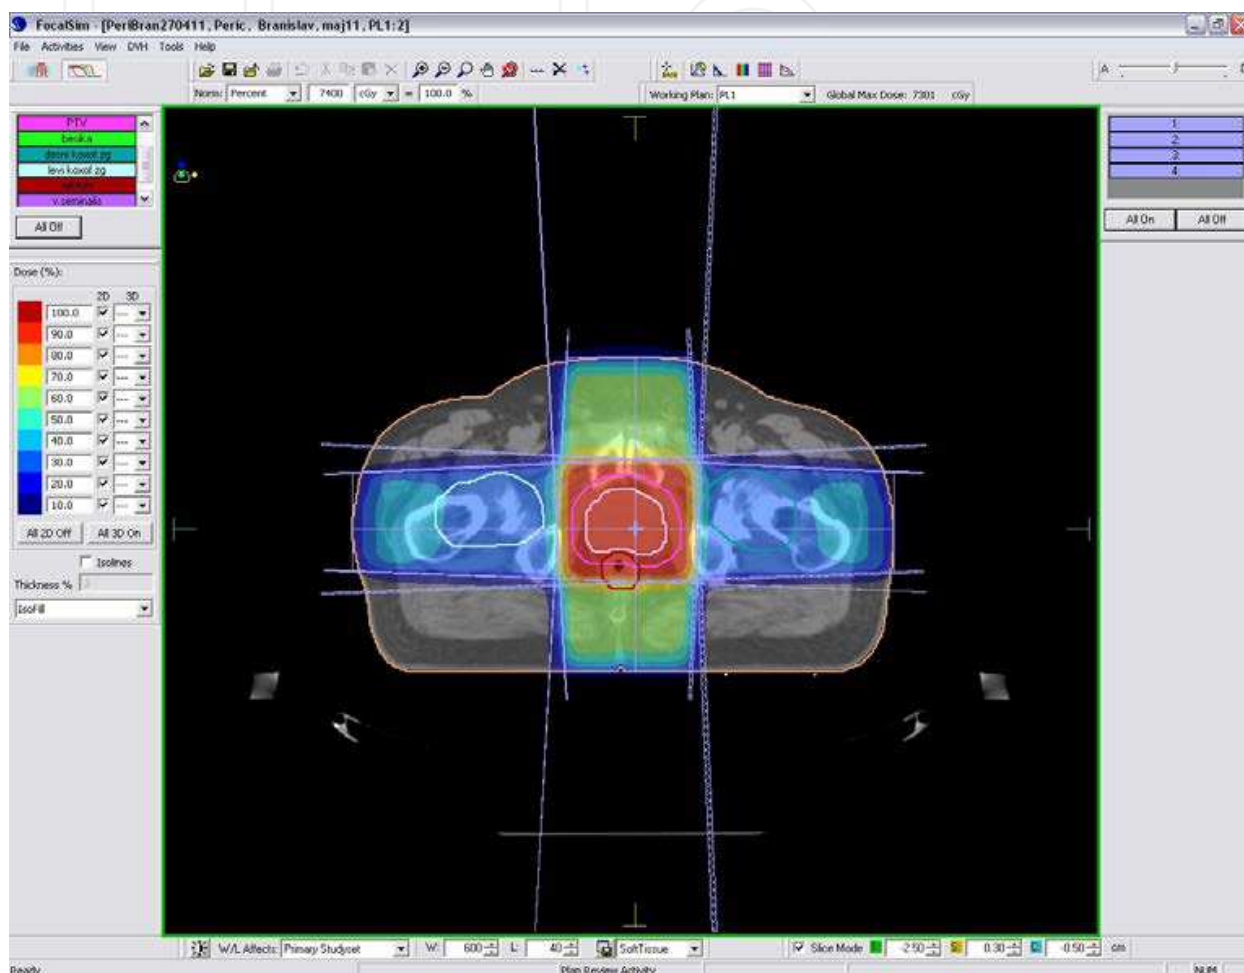 FocalSim - [PeriBran270411, Peric, Branislav, maj11, PL1:2]
File Activities View DVH Tools Help
A
Norm: Percent 7400 cGy = 100.0 %
Working Plan: PL1 Global Max Dose: 7301 cGy
PTV
besika
desni koxof zg
levi koxof zg
v.seminalis
All Off
1
2
3
4
All On All Off
Dose (%):
2D 3D
100.0 ---
90.0 ---
80.0 ---
70.0 ---
60.0 ---
50.0 ---
40.0 ---
30.0 ---
20.0 ---
10.0 ---
All 2D Off All 3D On
Isolines
Thickness %
IsoFill
W/L Affects: Primary Studyset W: 600 L: 40 SoftTissue Slice Mode -2.50 0.30 -0.50 cm
Ready Plan Review Activity NUM